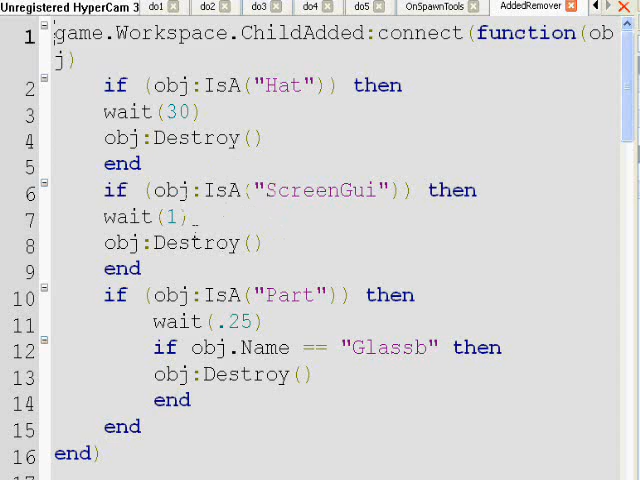 Unregistered HyperCam 3
do1 do2 do3 do4 do5 OnSpawnTools AddedRemover
1 game.Workspace.ChildAdded:connect(function(ob
j)
2 if (obj:IsA("Hat")) then
3 wait(30)
4 obj:Destroy()
5 end
6 if (obj:IsA("ScreenGui")) then
7 wait(1)
8 obj:Destroy()
9 end
10 if (obj:IsA("Part")) then
11 wait(.25)
12 if obj.Name == "Glassb" then
13 obj:Destroy()
14 end
15 end
16 end)
17